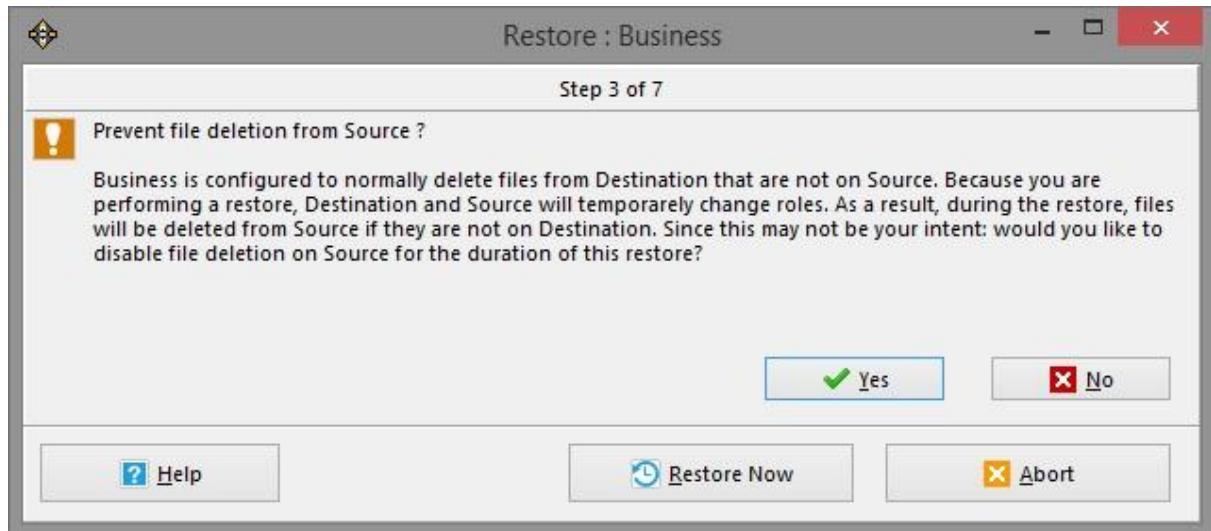 Restore : Business
Step 3 of 7
Prevent file deletion from Source ?
Business is configured to normally delete files from Destination that are not on Source. Because you are
performing a restore, Destination and Source will temporarely change roles. As a result, during the restore, files
will be deleted from Source if they are not on Destination. Since this may not be your intent: would you like to
disable file deletion on Source for the duration of this restore?
Yes
No
Help
Restore Now
Abort